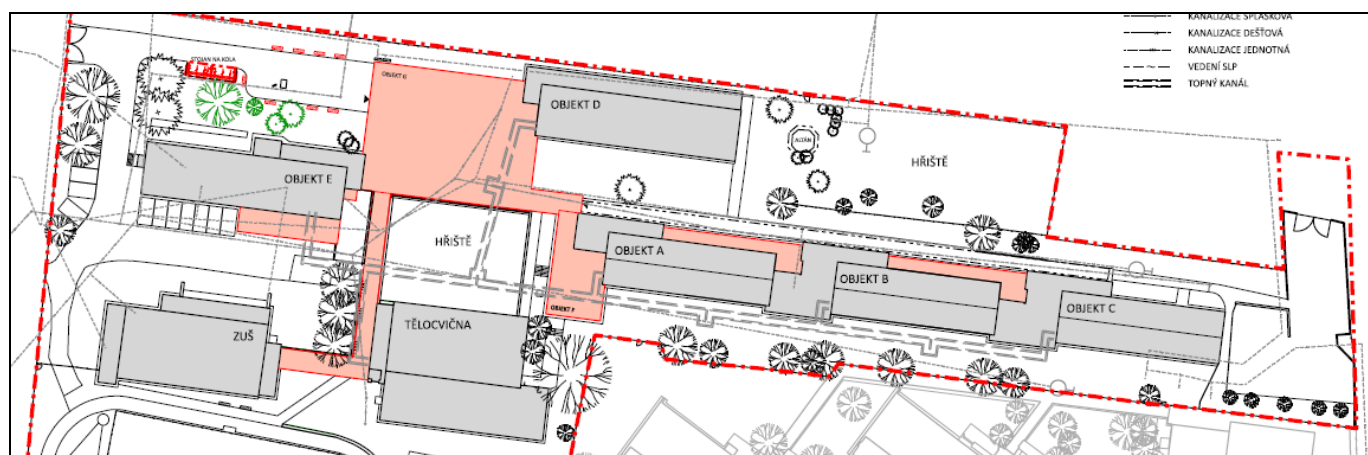 KANALIZACE SPLAŠKOVÁ
KANALIZACE DEŠŤOVÁ
KANALIZACE JEDNOTNÁ
VEDENÍ SLP
TOPNÝ KANÁL
STOJAN NA KOLA
OBJEKT G
OBJEKT D
ALTÁN
HŘIŠTĚ
OBJEKT E
HŘIŠTĚ
OBJEKT A
OBJEKT B
OBJEKT C
OBJEKT F
ZUŠ
TĚLOCVIČNA